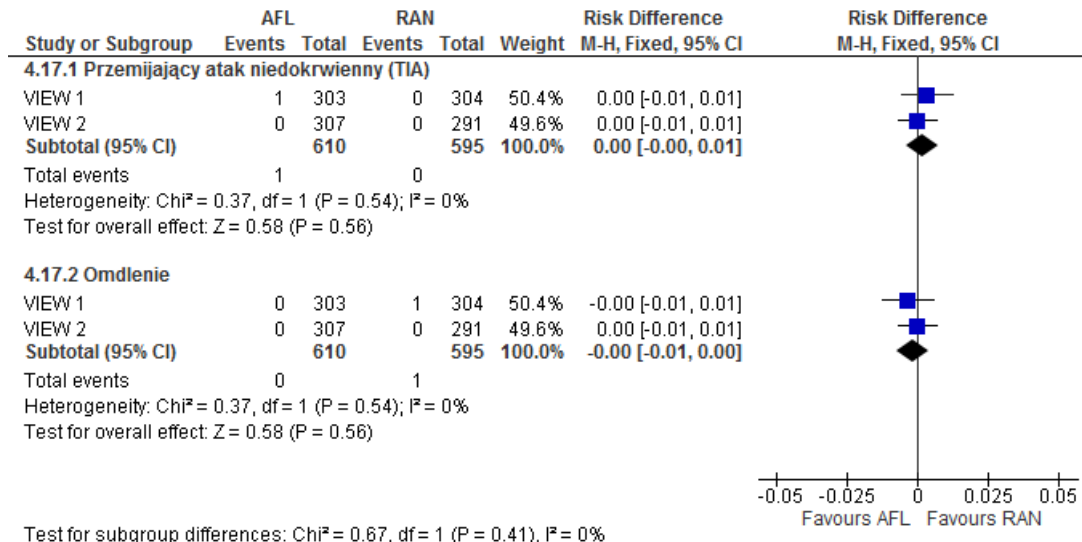 AFL RAN Risk Difference Risk Difference
Study or Subgroup Events Total Events Total Weight M-H, Fixed, 95% CI M-H, Fixed, 95% CI
4.17.1 Przemijający atak niedokrwienny (TIA)
VIEW 1 1 303 0 304 50.4% 0.00 [-0.01, 0.01]
VIEW 2 0 307 0 291 49.6% 0.00 [-0.01, 0.01]
Subtotal (95% CI) 610 595 100.0% 0.00 [-0.00, 0.01]
Total events 1 0
Heterogeneity: Chi² = 0.37, df = 1 (P = 0.54); I² = 0%
Test for overall effect: Z = 0.58 (P = 0.56)
4.17.2 Omdlenie
VIEW 1 0 303 1 304 50.4% -0.00 [-0.01, 0.01]
VIEW 2 0 307 0 291 49.6% 0.00 [-0.01, 0.01]
Subtotal (95% CI) 610 595 100.0% -0.00 [-0.01, 0.00]
Total events 0 1
Heterogeneity: Chi² = 0.37, df = 1 (P = 0.54); I² = 0%
Test for overall effect: Z = 0.58 (P = 0.56)
-0.05 -0.025 0 0.025 0.05
Favours AFL Favours RAN
Test for subgroup differences: Chi² = 0.67, df = 1 (P = 0.41), I² = 0%